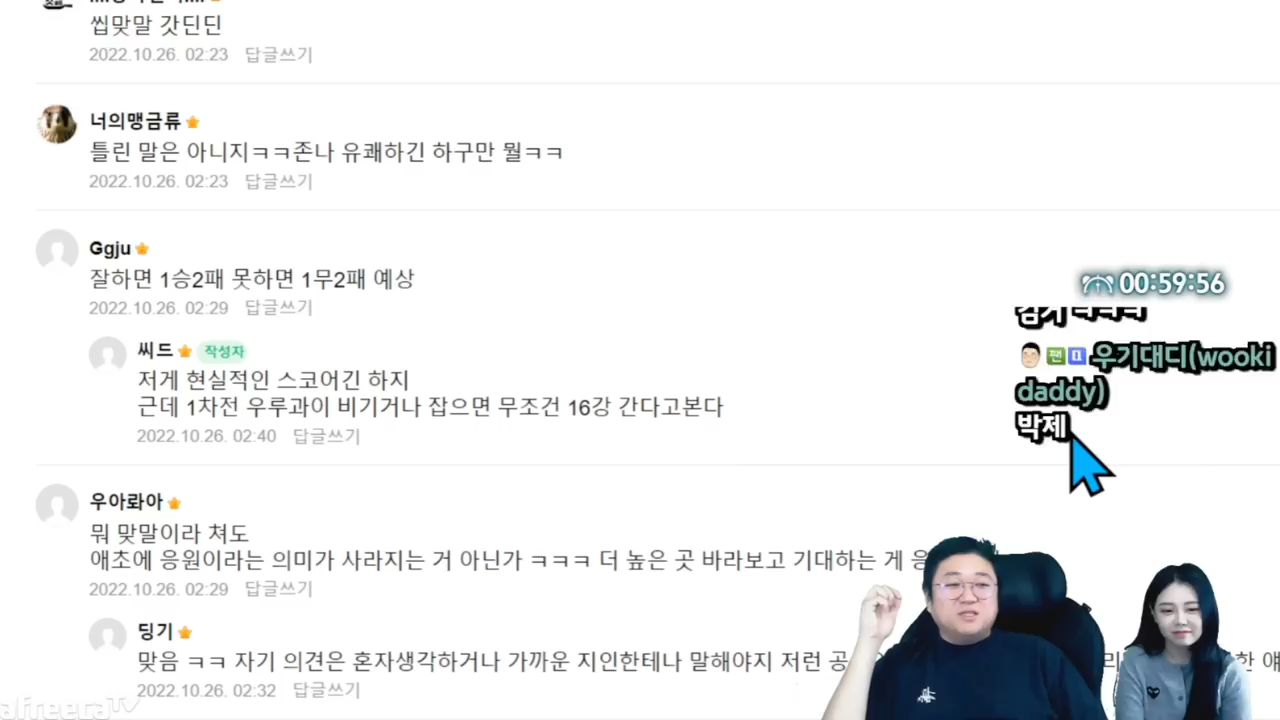 씹맞말 갓딘딘
2022.10.26. 02:23 답글쓰기
너의맹금류
틀린 말은 아니지ㅋㅋ존나 유쾌하긴 하구만 뭘ㅋㅋ
2022.10.26. 02:23 답글쓰기
Ggju
잘하면 1승2패 못하면 1무2패 예상
2022.10.26. 02:29 답글쓰기
씨드 작성자
저게 현실적인 스코어긴 하지
근데 1차전 우루과이 비기거나 잡으면 무조건 16강 간다고본다
2022.10.26. 02:40 답글쓰기
우아롸아
뭐 맞말이라 쳐도
애초에 응원이라는 의미가 사라지는 거 아닌가 ㅋㅋㅋ 더 높은 곳 바라보고 기대하는 게
2022.10.26. 02:29 답글쓰기
딩기
맞음 ㅋㅋ 자기 의견은 혼자생각하거나 가까운 지인한테나 말해야지 저런 공
2022.10.26. 02:32 답글쓰기
00:59:56
팬 우기대디(wooki
daddy)
박제
afreecaTV